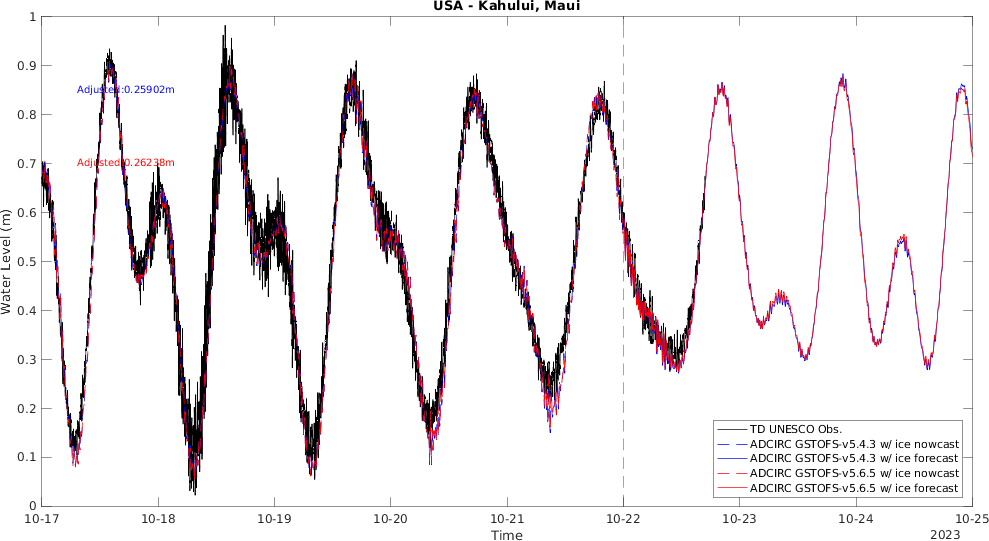 USA - Kahului, Maui
1
0.9
0.8
0.7
0.6
0.5
0.4
0.3
0.2
0.1
0
Water Level (m)
Adjusted:0.25902m
Adjusted:0.26238m
TD UNESCO Obs.
ADCIRC GSTOFS-v5.4.3 w/ ice nowcast
ADCIRC GSTOFS-v5.4.3 w/ ice forecast
ADCIRC GSTOFS-v5.6.5 w/ ice nowcast
ADCIRC GSTOFS-v5.6.5 w/ ice forecast
10-17 10-18 10-19 10-20 10-21 10-22 10-23 10-24 10-25
Time
2023